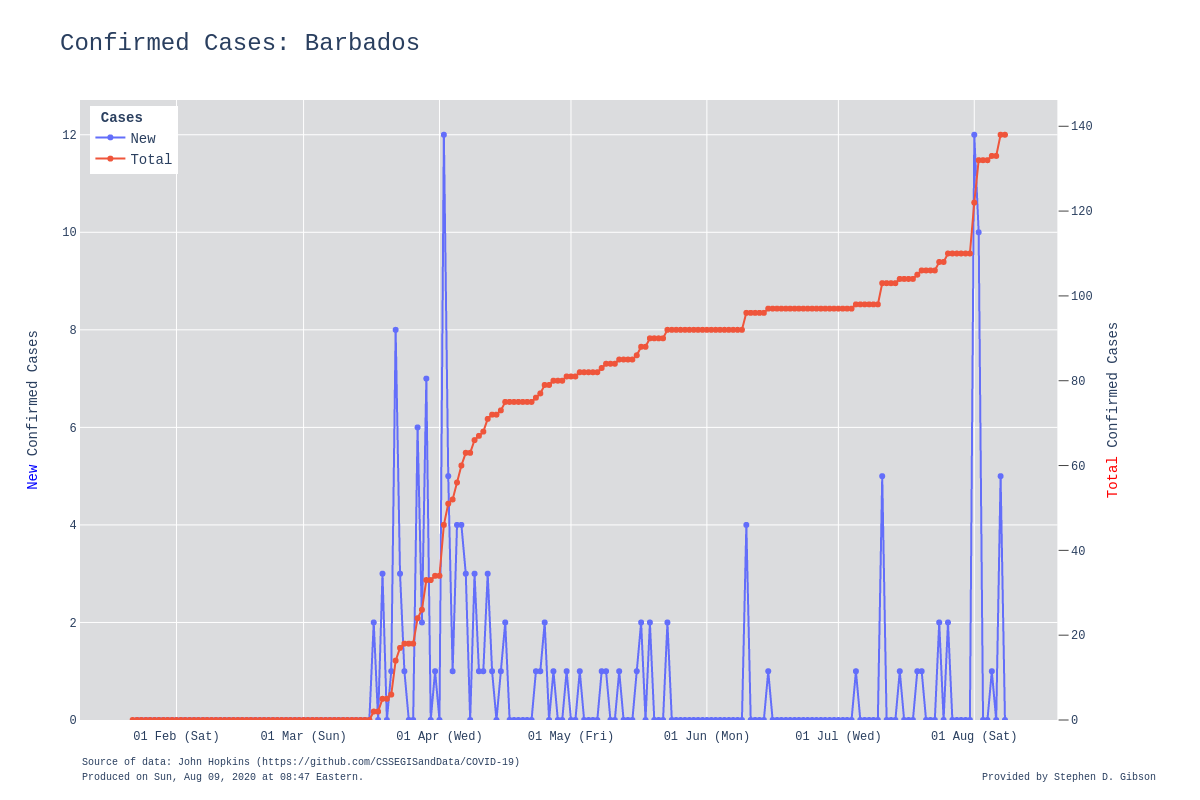 Confirmed Cases: Barbados
Cases
New
Total
12
10
8
6
4
2
0
140
120
100
80
60
40
20
0
New Confirmed Cases
Total Confirmed Cases
01 Feb (Sat)
01 Mar (Sun)
01 Apr (Wed)
01 May (Fri)
01 Jun (Mon)
01 Jul (Wed)
01 Aug (Sat)
Source of data: John Hopkins (https://github.com/CSSEGISandData/COVID-19)
Produced on Sun, Aug 09, 2020 at 08:47 Eastern.
Provided by Stephen D. Gibson